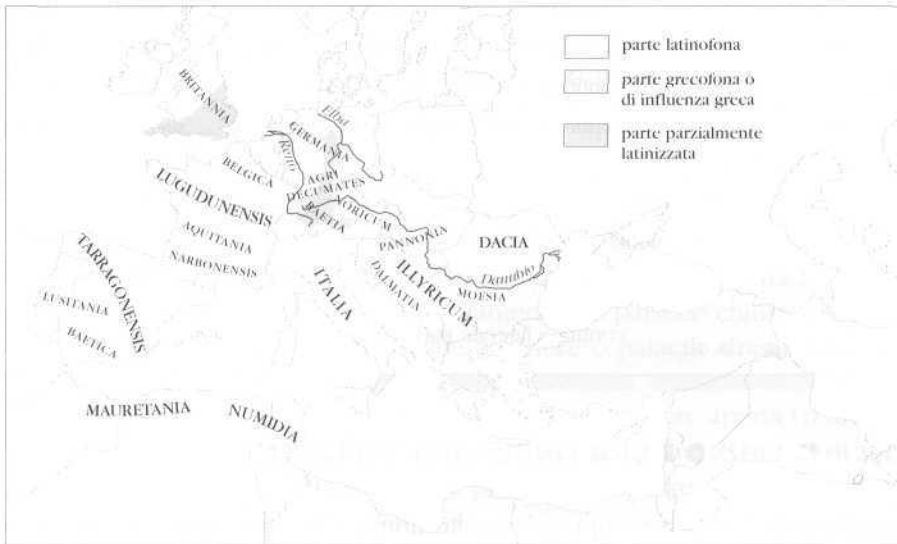 parte latinofona
parte grecofona o
di influenza greca
parte parzialmente
latinizzata
BRITANNIA
Elba
GERMANIA
Reno
BELGICA
AGRI
DECUMATES
LUGUDUNENSIS
NORICUM
RAETIA
AQUITANIA
PANNONIA
DACIA
NARBONENSIS
TARRAGONENSIS
ITALIA
ILLYRICUM
DALMATIA
Danubio
MOESIA
LUSITANIA
BAETICA
MAURETANIA
NUMIDIA